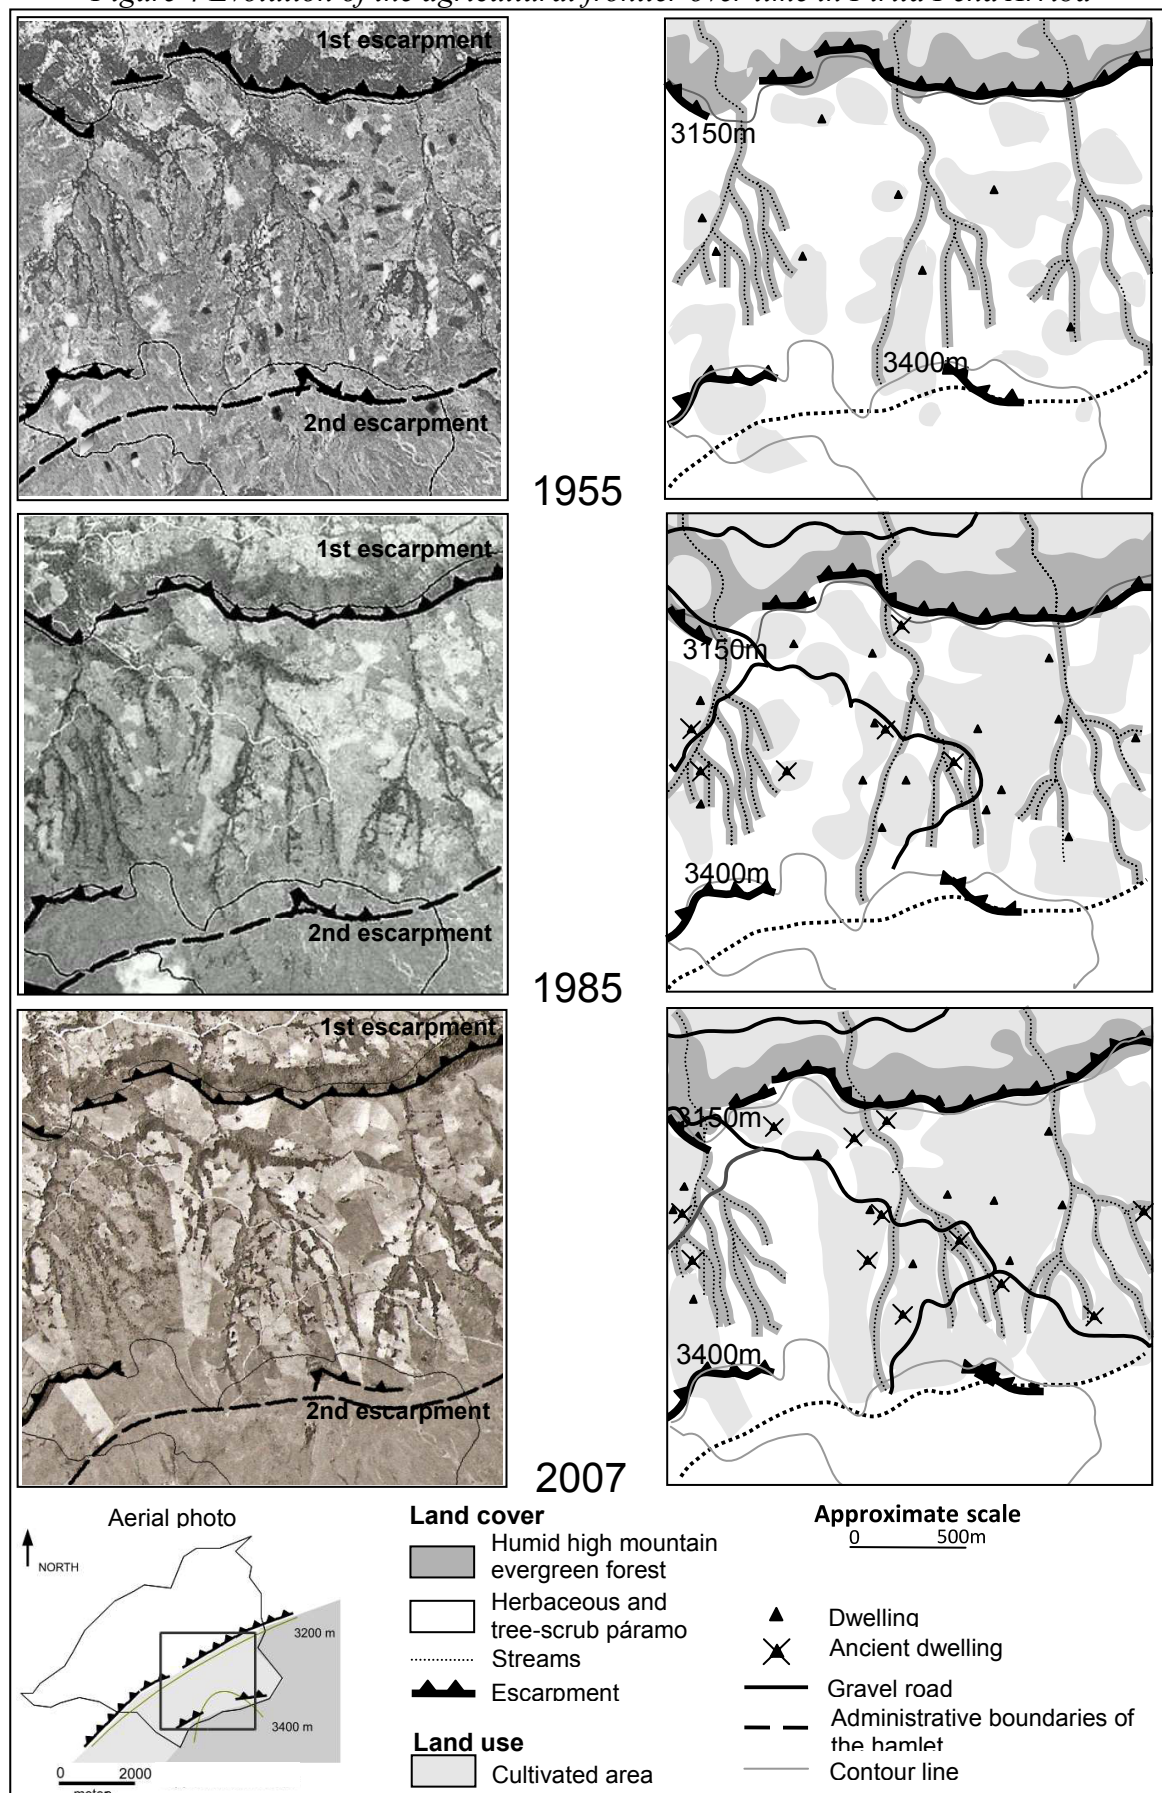 1st escarpment
3150m
3400m
2nd escarpment
1955
1st escarpment
3150m
3400m
2nd escarpment
1985
1st escarpment
3150m
3400m
2nd escarpment
2007
Aerial photo
NORTH
3200 m
3400 m
0 2000
Land cover
Humid high mountain
evergreen forest
Herbaceous and
tree-scrub páramo
Streams
Escarpment
Land use
Cultivated area
Approximate scale
0 500m
Dwelling
Ancient dwelling
Gravel road
Administrative boundaries of
the hamlet
Contour line